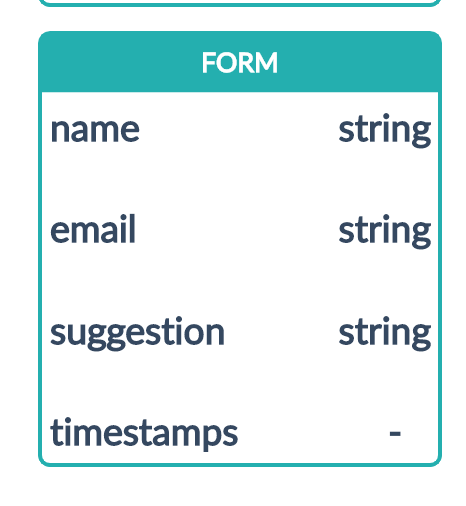 FORM
name string
email string
suggestion string
timestamps -